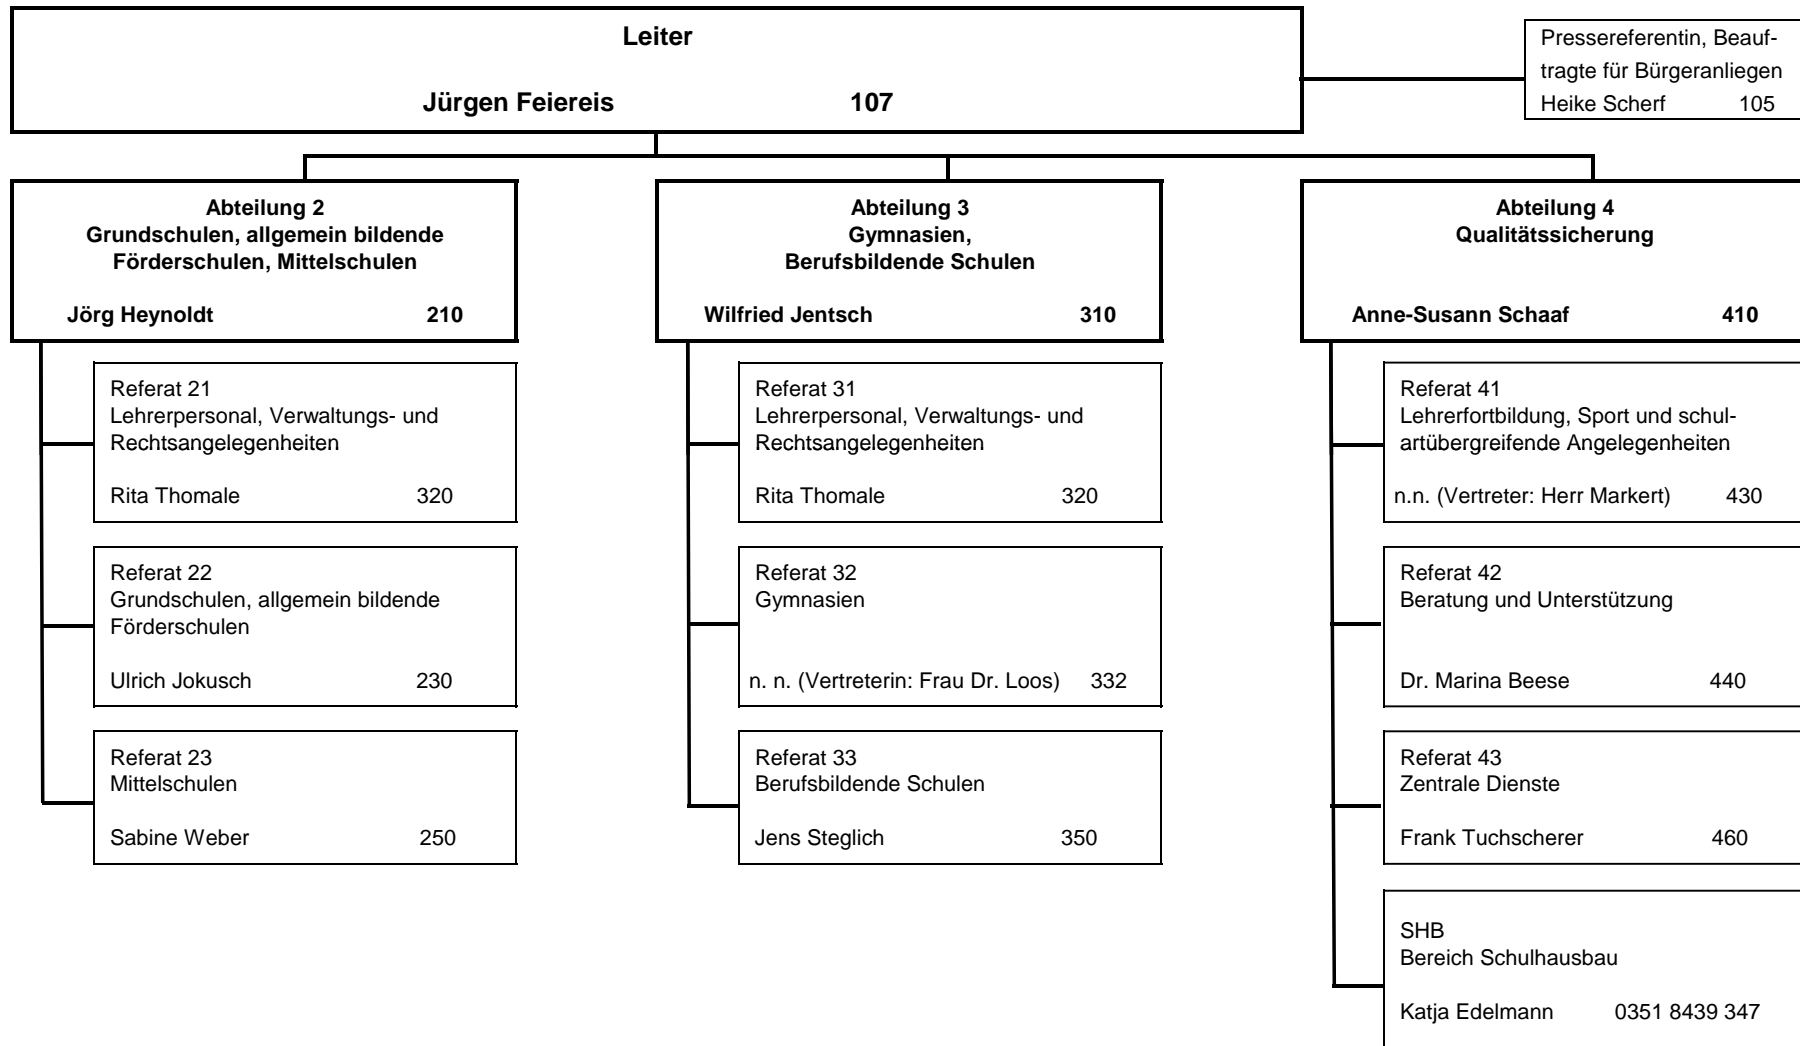 Leiter
Jürgen Feiereis 107
Pressereferentin, Beauf-
tragte für Bürgeranliegen
Heike Scherf 105
Abteilung 2
Grundschulen, allgemein bildende
Förderschulen, Mittelschulen
Jörg Heynoldt 210
Referat 21
Lehrerpersonal, Verwaltungs- und
Rechtsangelegenheiten
Rita Thomale 320
Referat 22
Grundschulen, allgemein bildende
Förderschulen
Ulrich Jokusch 230
Referat 23
Mittelschulen
Sabine Weber 250
Abteilung 3
Gymnasien,
Berufsbildende Schulen
Wilfried Jentsch 310
Referat 31
Lehrerpersonal, Verwaltungs- und
Rechtsangelegenheiten
Rita Thomale 320
Referat 32
Gymnasien
n. n. (Vertreterin: Frau Dr. Loos) 332
Referat 33
Berufsbildende Schulen
Jens Steglich 350
Abteilung 4
Qualitätssicherung
Anne-Susann Schaaf 410
Referat 41
Lehrerfortbildung, Sport und schul-
artübergreifende Angelegenheiten
n.n. (Vertreter: Herr Markert) 430
Referat 42
Beratung und Unterstützung
Dr. Marina Beese 440
Referat 43
Zentrale Dienste
Frank Tuchscherer 460
SHB
Bereich Schulhausbau
Katja Edelmann 0351 8439 347